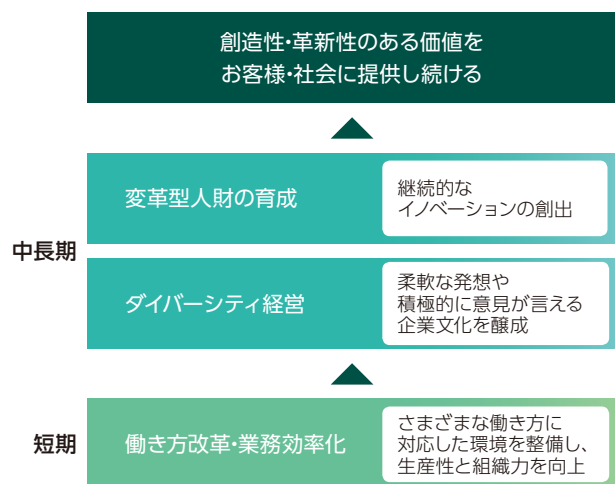 創造性・革新性のある価値を
お客様・社会に提供し続ける
中長期
変革型人財の育成
継続的な
イノベーションの創出
ダイバーシティ経営
柔軟な発想や
積極的に意見が言える
企業文化を醸成
短期
働き方改革・業務効率化
さまざまな働き方に
対応した環境を整備し、
生産性と組織力を向上